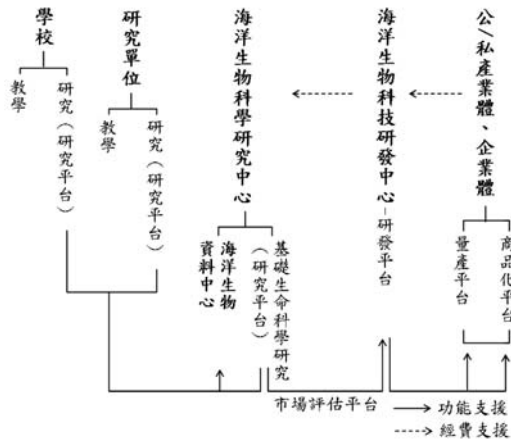 學校
教學
研究（研究平台）
研究單位
教學
研究（研究平台）
海洋生物科學研究中心
海洋生物
資料中心
基礎生命科學研究
（研究平台）
海洋生物科技研發中心-研發平台
公/私產業體、企業體
量產平台
商品化平台
市場評估平台
功能支援
經費支援